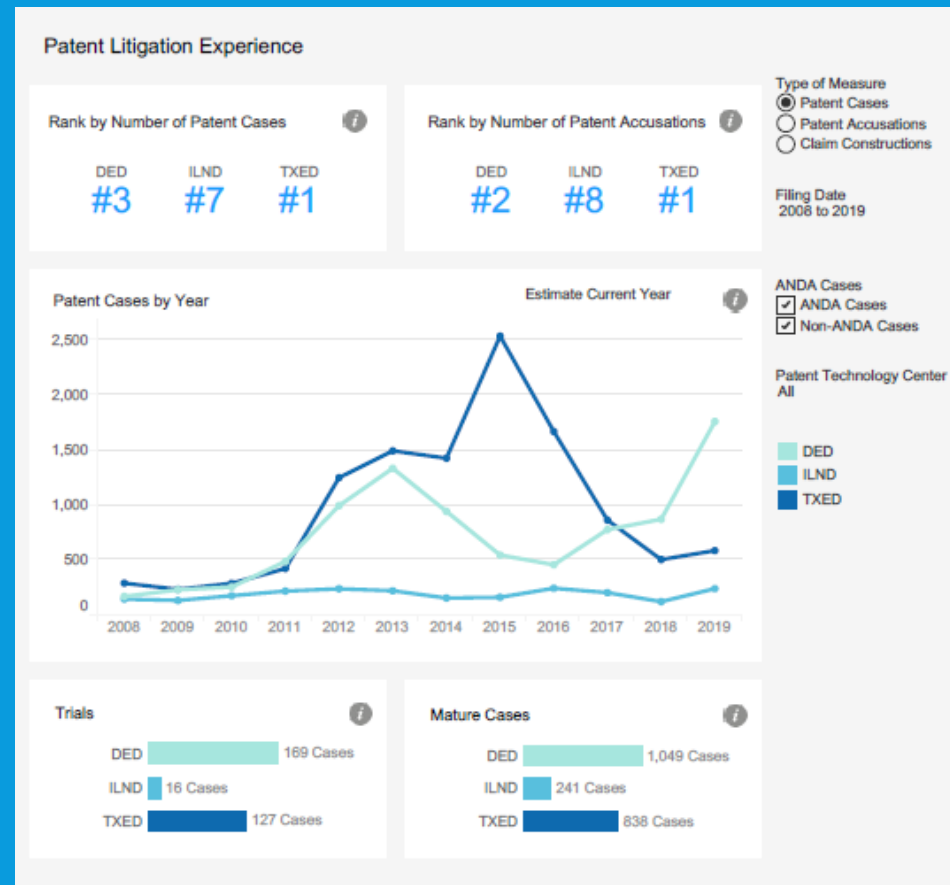 Patent Litigation Experience
Rank by Number of Patent Cases
DED ILND TXED
#3 #7 #1
Rank by Number of Patent Accusations
DED ILND TXED
#2 #8 #1
Type of Measure
Patent Cases
Patent Accusations
Claim Constructions
Filing Date
2008 to 2019
ANDA Cases
ANDA Cases
Non-ANDA Cases
Patent Technology Center
All
DED
ILND
TXED
Patent Cases by Year
Estimate Current Year
2,500
2,000
1,500
1,000
500
0
2008 2009 2010 2011 2012 2013 2014 2015 2016 2017 2018 2019
Trials
DED 169 Cases
ILND 16 Cases
TXED 127 Cases
Mature Cases
DED 1,049 Cases
ILND 241 Cases
TXED 838 Cases